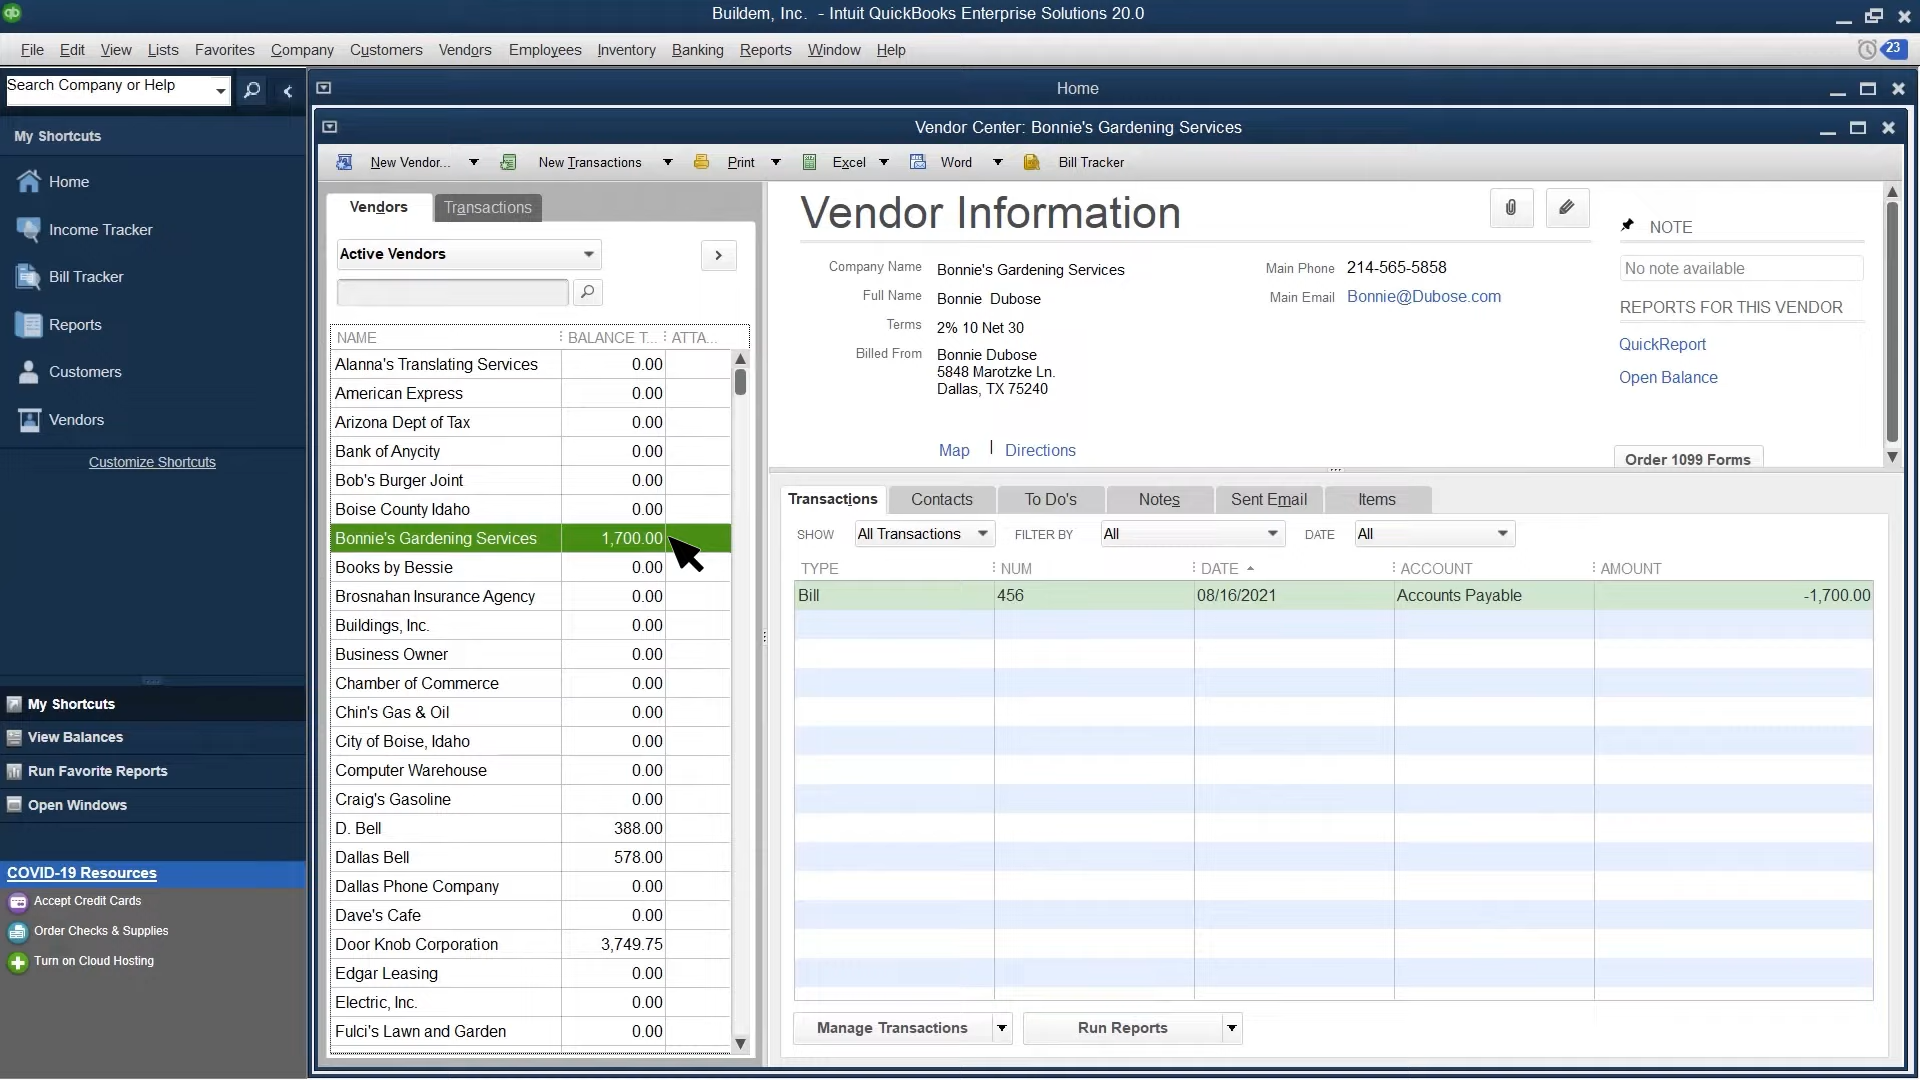 Buildem, Inc. - Intuit QuickBooks Enterprise Solutions 20.0
File Edit View Lists Favorites Company Customers Vendors Employees Inventory Banking Reports Window Help 23
Search Company or Help
Home
My Shortcuts
Home
Income Tracker
Bill Tracker
Reports
Customers
Vendors
Customize Shortcuts
My Shortcuts
View Balances
Run Favorite Reports
Open Windows
COVID-19 Resources
Accept Credit Cards
Order Checks & Supplies
Turn on Cloud Hosting
Vendor Center: Bonnie's Gardening Services
New Vendor... New Transactions Print Excel Word Bill Tracker
Vendors Transactions
Active Vendors
NAME BALANCE T... ATTA...
Alanna's Translating Services 0.00
American Express 0.00
Arizona Dept of Tax 0.00
Bank of Anycity 0.00
Bob's Burger Joint 0.00
Boise County Idaho 0.00
Bonnie's Gardening Services 1,700.00
Books by Bessie 0.00
Brosnahan Insurance Agency 0.00
Buildings, Inc. 0.00
Business Owner 0.00
Chamber of Commerce 0.00
Chin's Gas & Oil 0.00
City of Boise, Idaho 0.00
Computer Warehouse 0.00
Craig's Gasoline 0.00
D. Bell 388.00
Dallas Bell 578.00
Dallas Phone Company 0.00
Dave's Cafe 0.00
Door Knob Corporation 3,749.75
Edgar Leasing 0.00
Electric, Inc. 0.00
Fulci's Lawn and Garden 0.00
Vendor Information
Company Name Bonnie's Gardening Services
Full Name Bonnie Dubose
Terms 2% 10 Net 30
Billed From Bonnie Dubose
5848 Marotzke Ln.
Dallas, TX 75240
Map | Directions
Main Phone 214-565-5858
Main Email Bonnie@Dubose.com
NOTE
No note available
REPORTS FOR THIS VENDOR
QuickReport
Open Balance
Order 1099 Forms
Transactions Contacts To Do's Notes Sent Email Items
SHOW All Transactions FILTER BY All DATE All
TYPE NUM DATE ACCOUNT AMOUNT
Bill 456 08/16/2021 Accounts Payable -1,700.00
Manage Transactions Run Reports